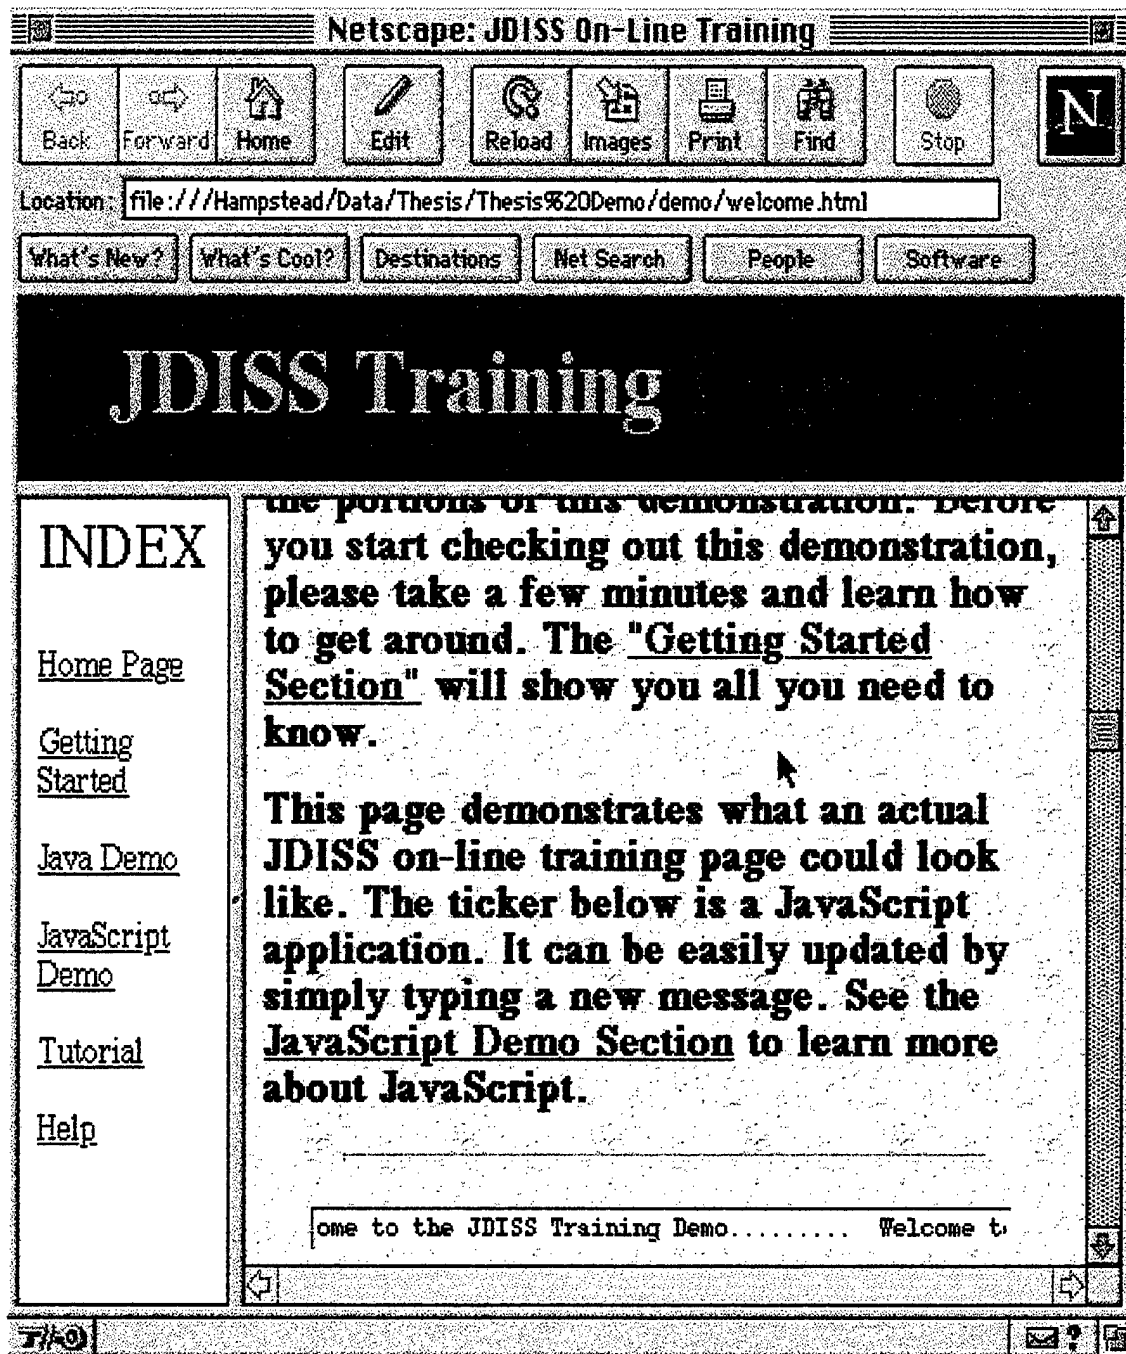 Netscape: JDISS On-Line Training
Back Forward Home Edit Reload Images Print Find Stop N
Location: file:///Hampstead/Data/Thesis/Thesis%20Demo/demo/welcome.html
What's New? What's Cool? Destinations Net Search People Software
JDISS Training
INDEX
Home Page
Getting
Started
Java Demo
JavaScript
Demo
Tutorial
Help
the portions of this demonstration. Before
you start checking out this demonstration,
please take a few minutes and learn how
to get around. The "Getting Started
Section" will show you all you need to
know.
This page demonstrates what an actual
JDISS on-line training page could look
like. The ticker below is a JavaScript
application. It can be easily updated by
simply typing a new message. See the
JavaScript Demo Section to learn more
about JavaScript.
ome to the JDISS Training Demo......... Welcome t
?